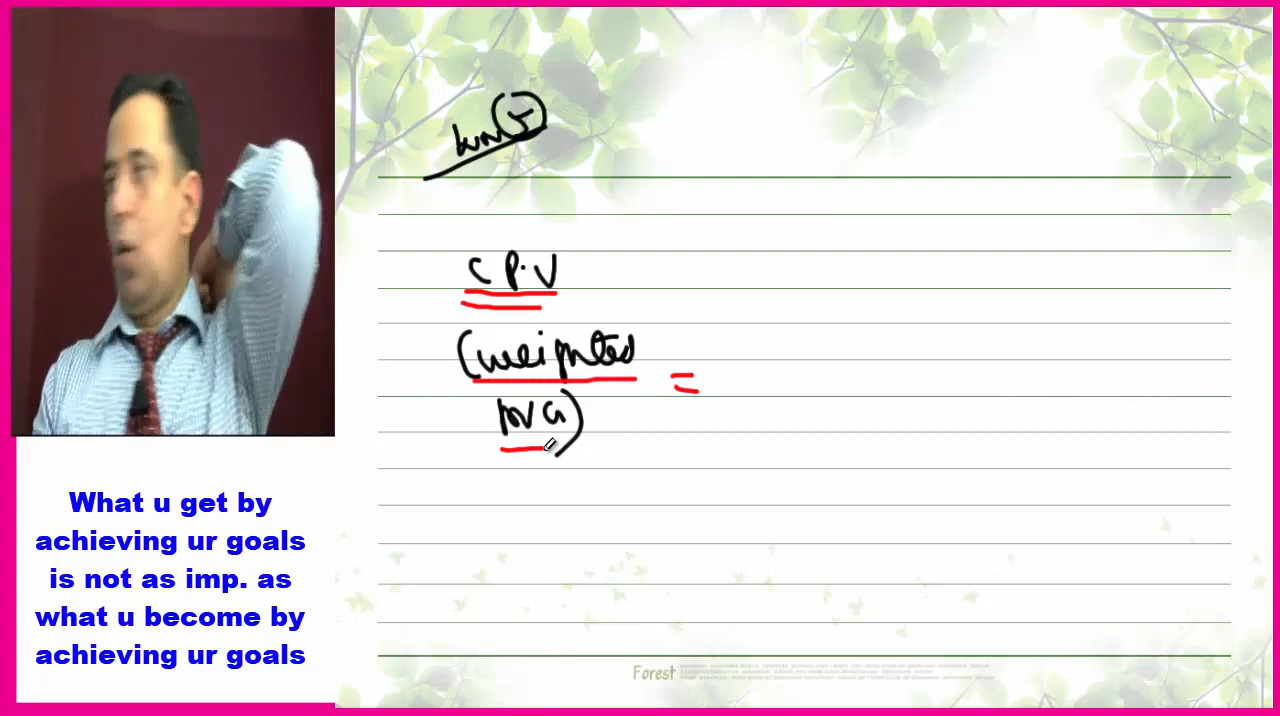 C P.V
(weighted
AVG)
What u get by
achieving ur goals
is not as imp. as
what u become by
achieving ur goals
Forest